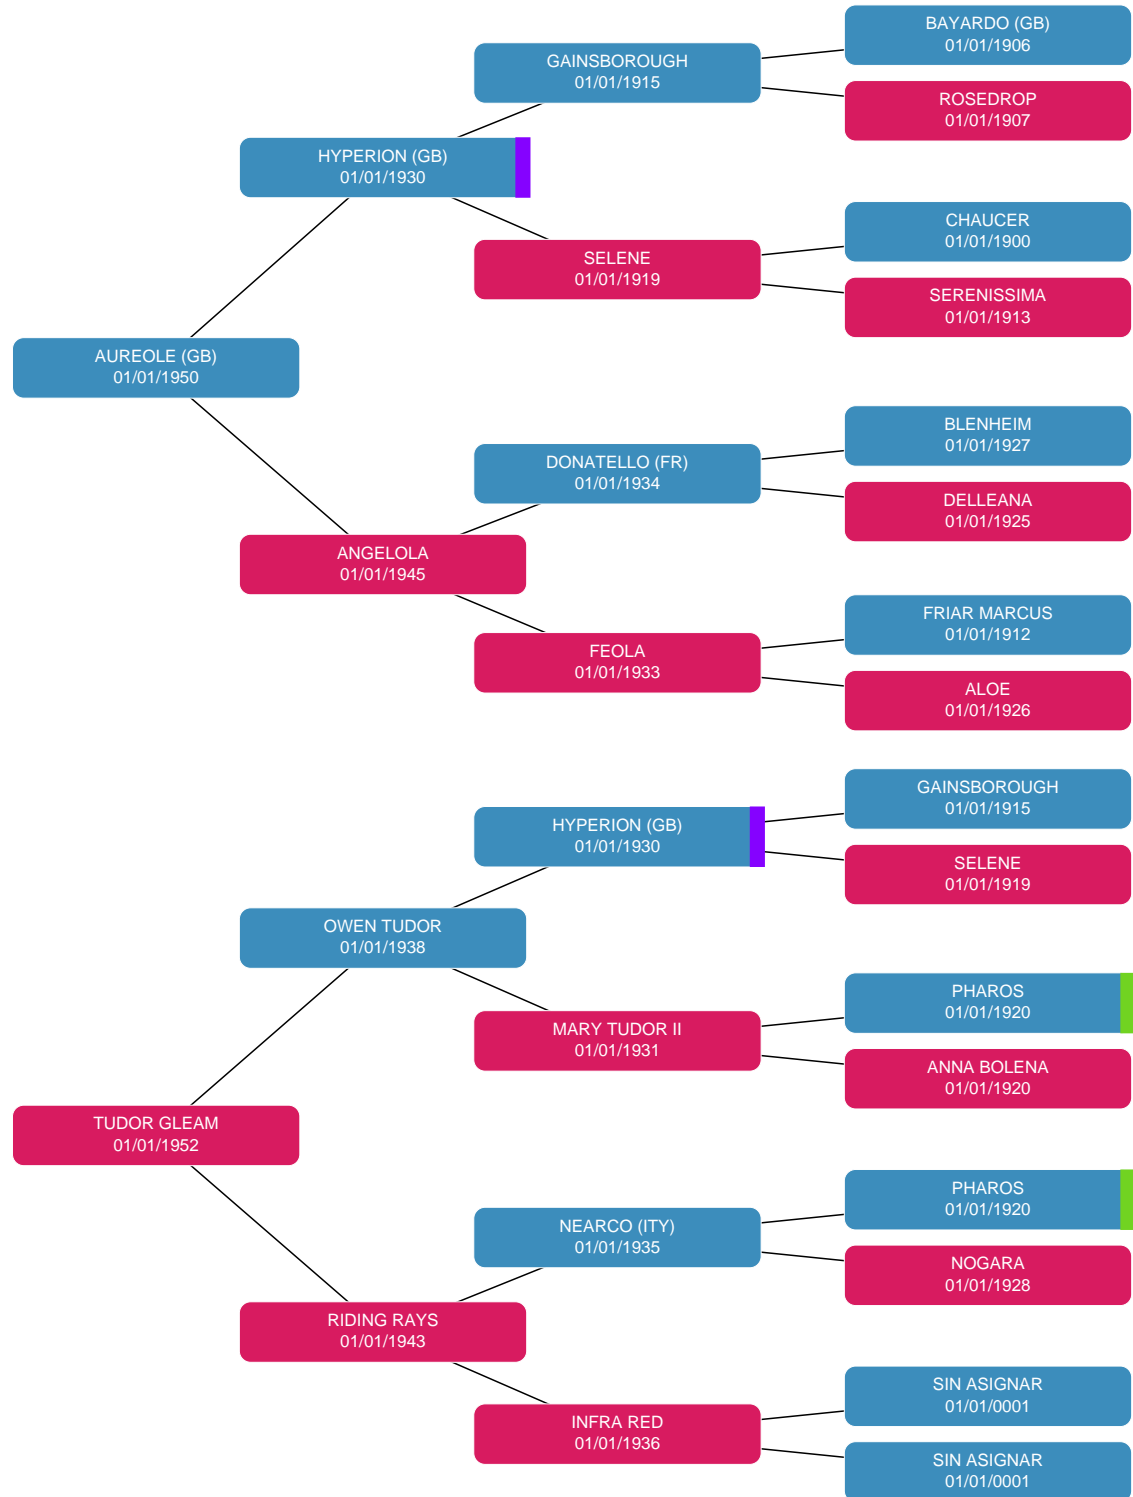 BAYARDO (GB)
01/01/1906
GAINSBOROUGH
01/01/1915
ROSEDROP
01/01/1907
HYPERION (GB)
01/01/1930
CHAUCER
01/01/1900
SELENE
01/01/1919
SERENISSIMA
01/01/1913
AUREOLE (GB)
01/01/1950
BLENHEIM
01/01/1927
DONATELLO (FR)
01/01/1934
DELLEANA
01/01/1925
ANGELOLA
01/01/1945
FRIAR MARCUS
01/01/1912
FEOLA
01/01/1933
ALOE
01/01/1926
GAINSBOROUGH
01/01/1915
HYPERION (GB)
01/01/1930
SELENE
01/01/1919
OWEN TUDOR
01/01/1938
PHAROS
01/01/1920
MARY TUDOR II
01/01/1931
ANNA BOLENA
01/01/1920
TUDOR GLEAM
01/01/1952
PHAROS
01/01/1920
NEARCO (ITY)
01/01/1935
NOGARA
01/01/1928
RIDING RAYS
01/01/1943
SIN ASIGNAR
01/01/0001
INFRA RED
01/01/1936
SIN ASIGNAR
01/01/0001